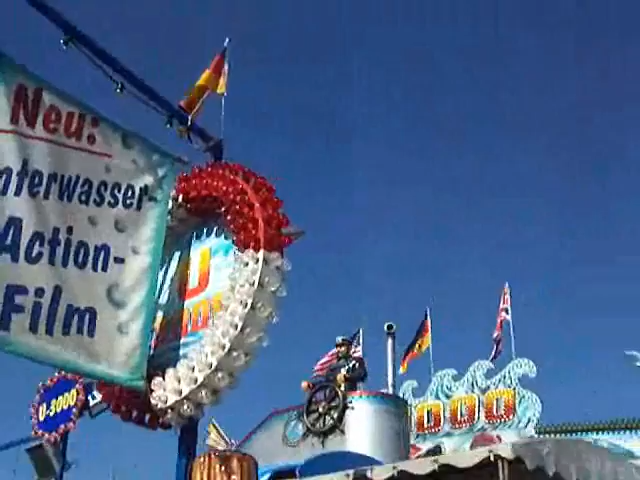 Neu:
nterwasser-
Action-
Film
U
U-3000
000